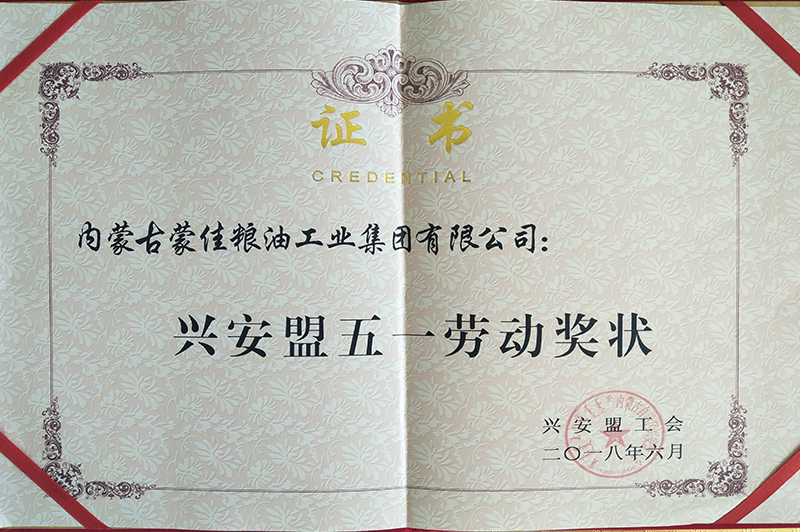 证书
CREDENTIAL
内蒙古蒙佳粮油工业集团有限公司：
兴安盟五一劳动奖状
兴安盟工会
二〇一八年六月